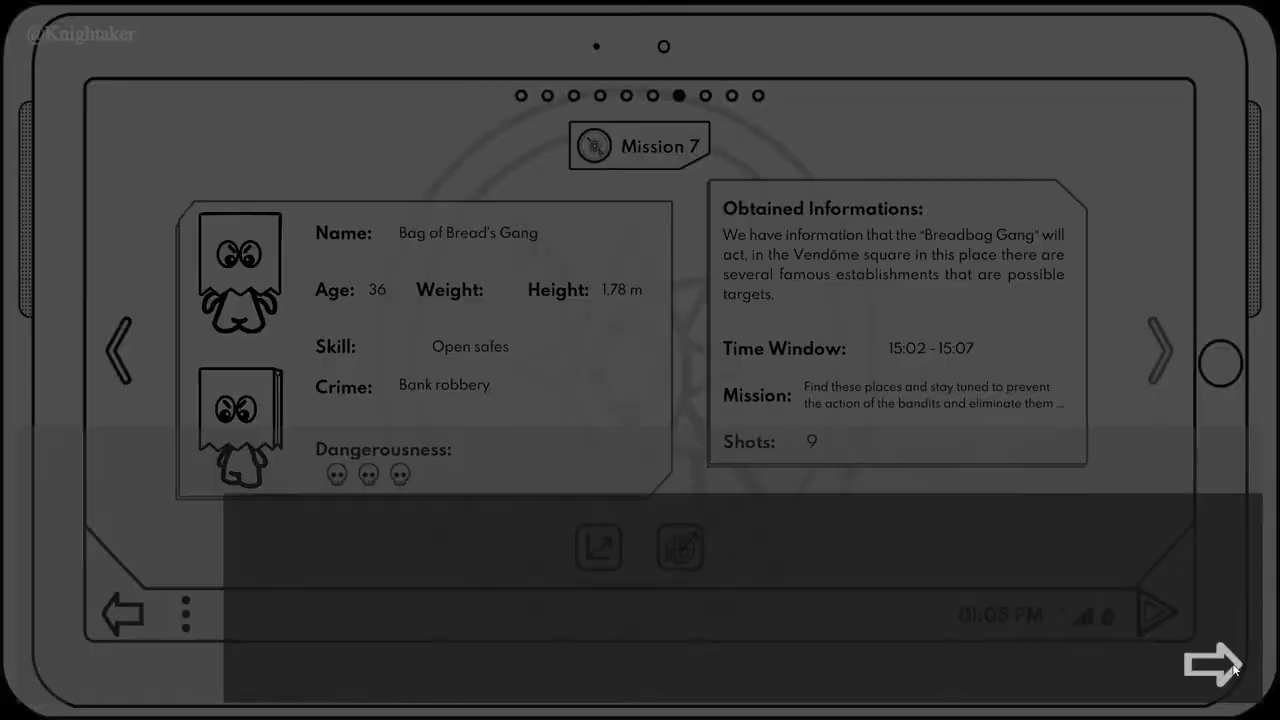 @Knightaker
Mission 7
Name: Bag of Bread's Gang
Age: 36 Weight: Height: 1,78 m
Skill: Open safes
Crime: Bank robbery
Dangerousness:
Obtained Informations:
We have information that the "Breadbag Gang" will
act, in the Vendôme square in this place there are
several famous establishments that are possible
targets.
Time Window: 15:02 - 15:07
Mission: Find these places and stay tuned to prevent
the action of the bandits and eliminate them ...
Shots: 9
01:05 PM